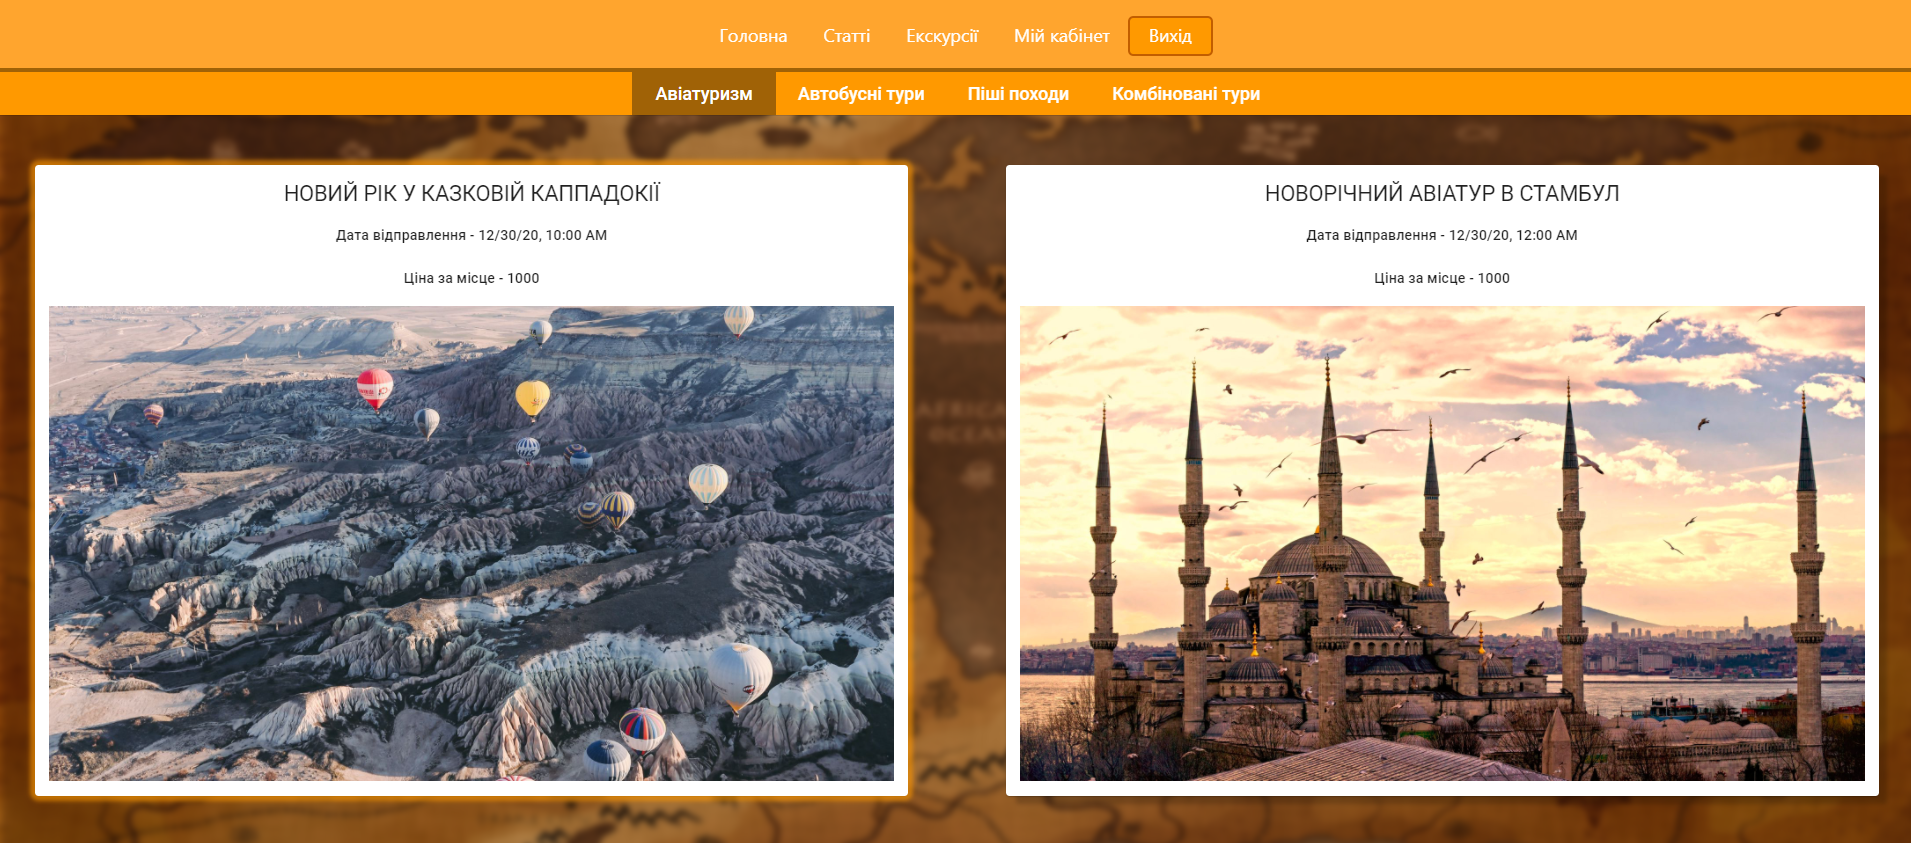 Головна Статті Екскурсії Мій кабінет Вихід
Авіатуризм Автобусні тури Піші походи Комбіновані тури
НОВИЙ РІК У КАЗКОВІЙ КАППАДОКІЇ
Дата відправлення - 12/30/20, 10:00 AM
Ціна за місце - 1000
НОВОРІЧНИЙ АВІАТУР В СТАМБУЛ
Дата відправлення - 12/30/20, 12:00 AM
Ціна за місце - 1000